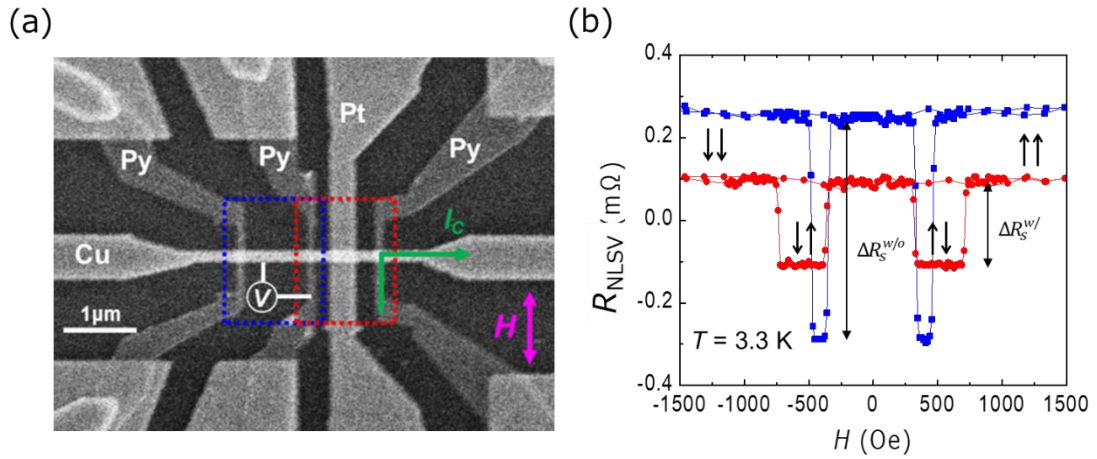 (a)
Pt
Py
Py
Py
I_C
Cu
V
1µm
H
(b)
0.4
0.2
0.0
-0.2
-0.4
R_NLSV (mΩ)
ΔR_s^{w/o}
ΔR_s^{w/}
T = 3.3 K
-1500 -1000 -500 0 500 1000 1500
H (Oe)